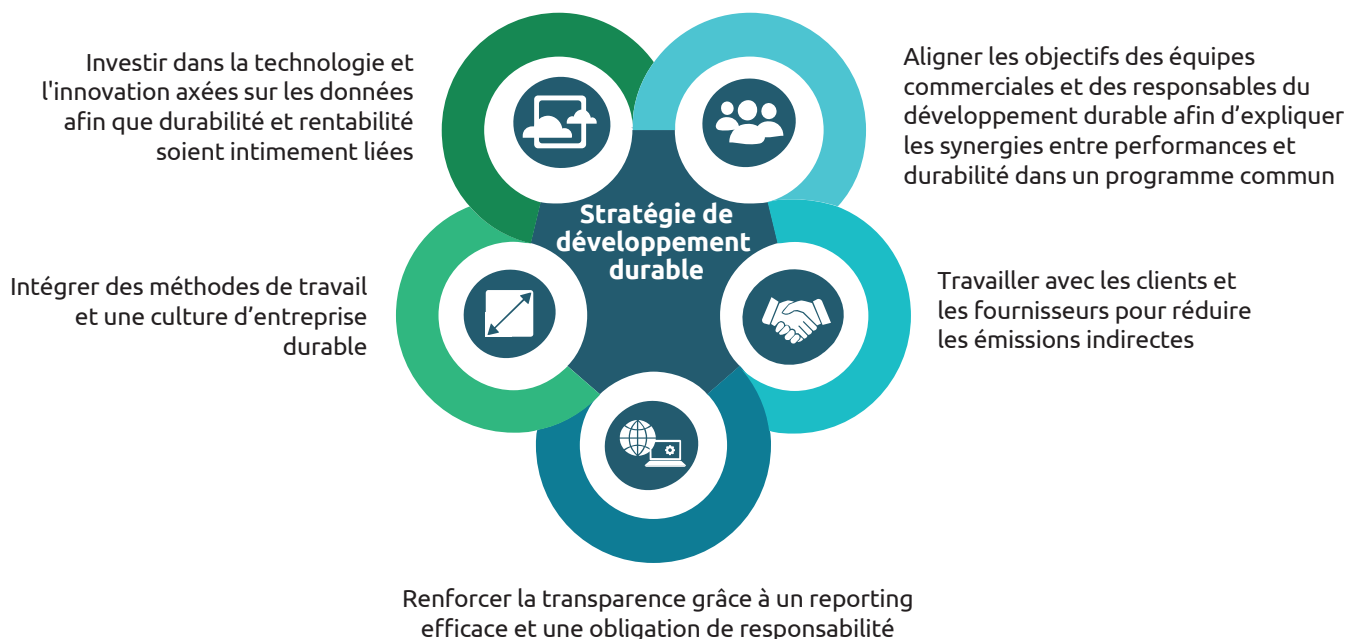 Investir dans la technologie et
l'innovation axées sur les données
afin que durabilité et rentabilité
soient intimement liées
Aligner les objectifs des équipes
commerciales et des responsables du
développement durable afin d’expliquer
les synergies entre performances et
durabilité dans un programme commun
Stratégie de
développement
durable
Intégrer des méthodes de travail
et une culture d’entreprise
durable
Travailler avec les clients et
les fournisseurs pour réduire
les émissions indirectes
Renforcer la transparence grâce à un reporting
efficace et une obligation de responsabilité